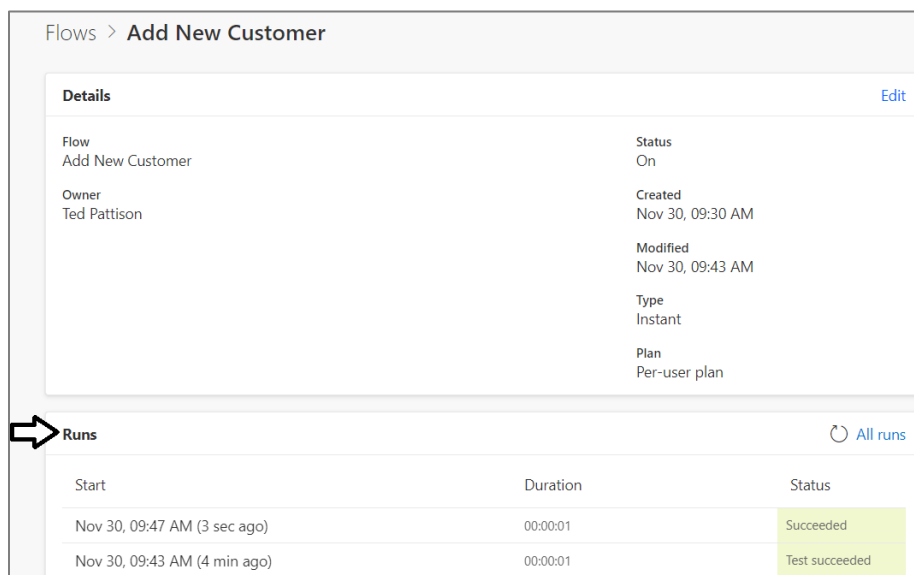 Flows > Add New Customer
Details
Edit
Flow
Add New Customer
Owner
Ted Pattison
Status
On
Created
Nov 30, 09:30 AM
Modified
Nov 30, 09:43 AM
Type
Instant
Plan
Per-user plan
Runs
All runs
Start Duration Status
Nov 30, 09:47 AM (3 sec ago) 00:00:01 Succeeded
Nov 30, 09:43 AM (4 min ago) 00:00:01 Test succeeded